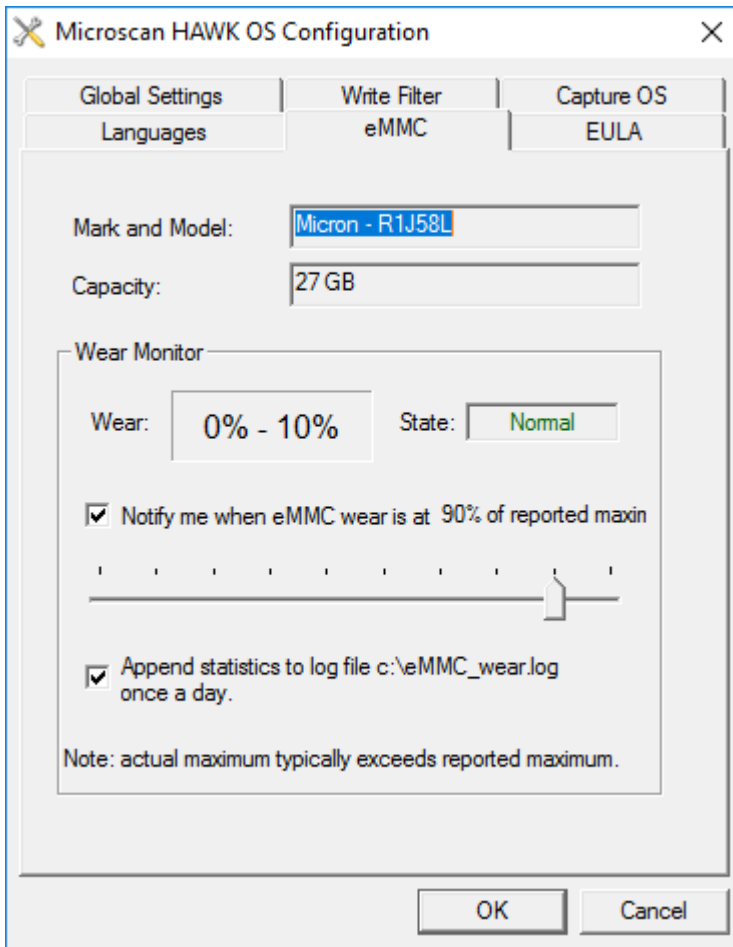 Microscan HAWK OS Configuration
Global Settings
Write Filter
Capture OS
Languages
eMMC
EULA
Mark and Model:
Micron - R1J58L
Capacity:
27 GB
Wear Monitor
Wear:
0% - 10%
State:
Normal
Notify me when eMMC wear is at 90% of reported maxin
Append statistics to log file c:\eMMC_wear.log
once a day.
Note: actual maximum typically exceeds reported maximum.
OK
Cancel